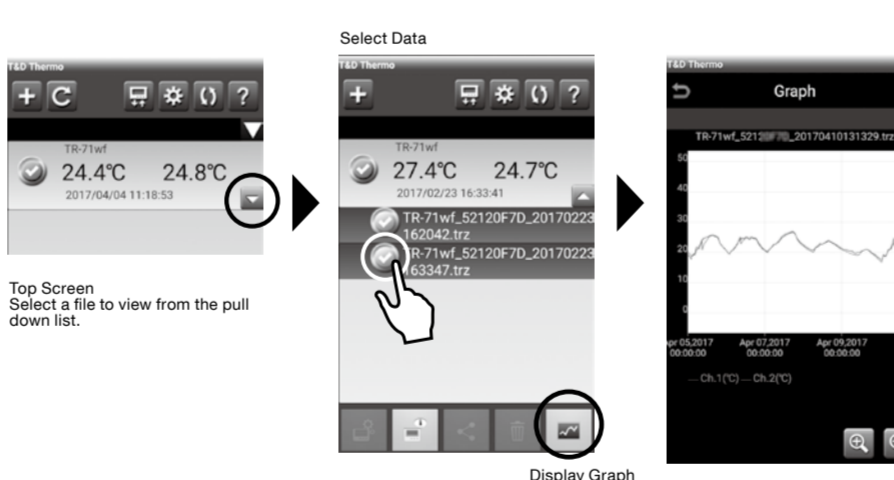 Select Data
T&D Thermo
TR-71wf
24.4℃ 24.8℃
2017/04/04 11:18:53
Top Screen
Select a file to view from the pull
down list.
T&D Thermo
TR-71wf
27.4℃ 24.7℃
2017/02/23 16:33:41
TR-71wf_52120F7D_20170223
162042.trz
R-71wf_52120F7D_20170223
63347.trz
Display Graph
T&D Thermo
Graph
50
40
30
20
10
0
pr 05,2017 Apr 07,2017 Apr 09,2017
00:00:00 00:00:00 00:00:00
Ch.1(℃) Ch.2(℃)